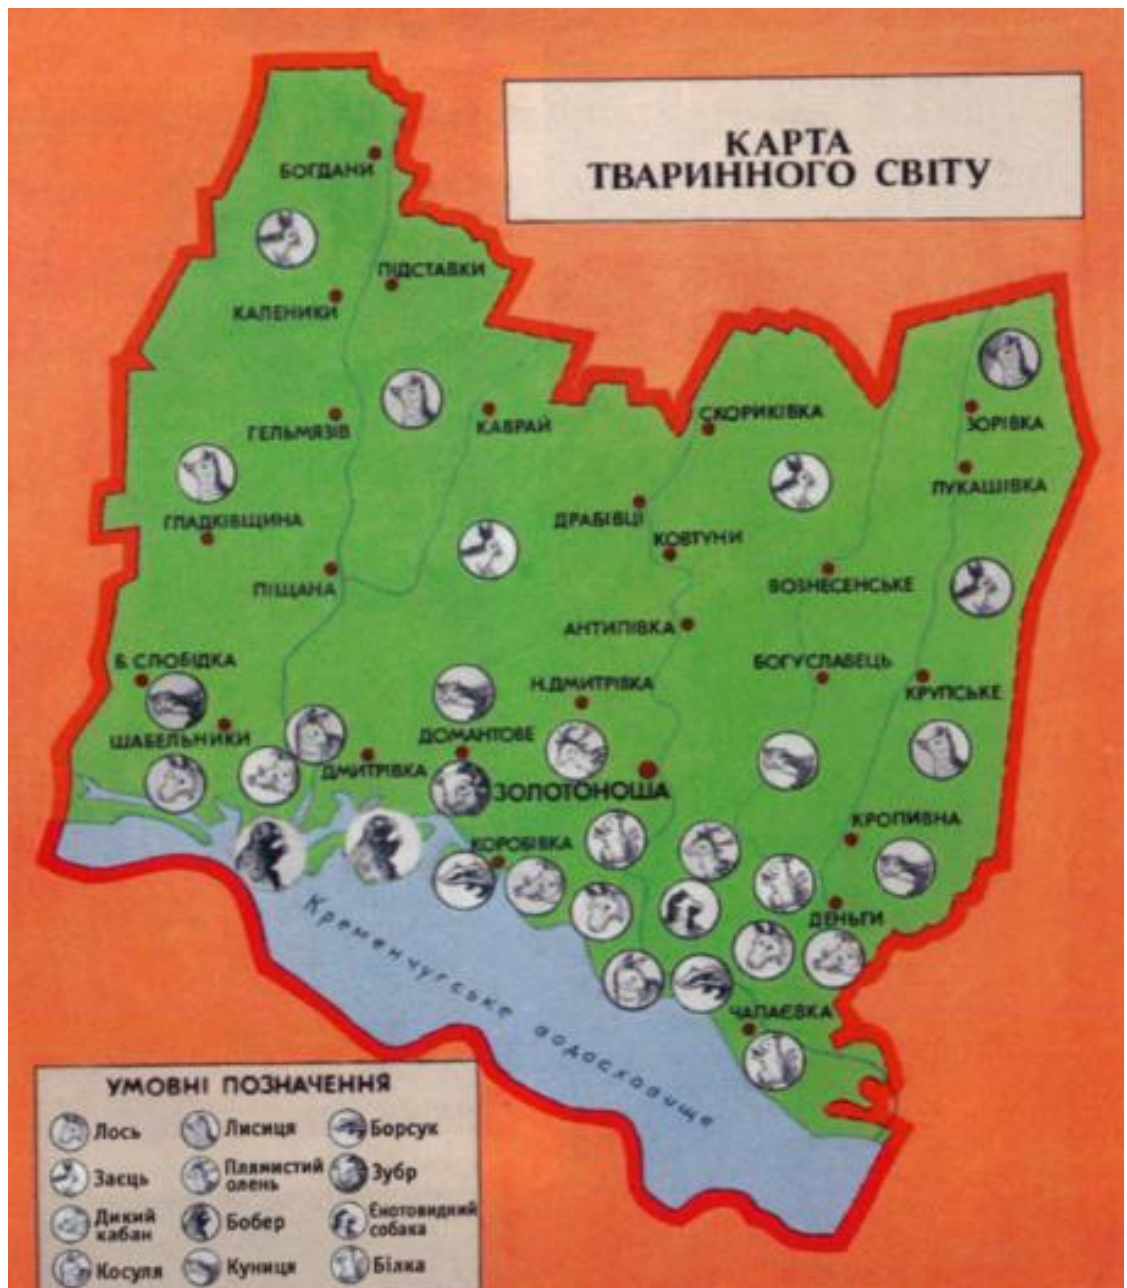 КАРТА
ТВАРИННОГО СВІТУ
БОГДАНИ
ПІДСТАВКИ
КАЛЕНИКИ
ГЕЛЬМЯЗІВ
КАВРАЙ
СКОРИКІВКА
ЗОРІВКА
ЛУКАШІВКА
ГЛАДКІВЩИНА
ДРАБІВЦІ
КОВТУНИ
ПІЩАНА
ВОЗНЕСЕНСЬКЕ
АНТИПІВКА
Б. СЛОБІДКА
БОГУСЛАВЕЦЬ
Н.ДМИТРІВКА
КРУПСЬКЕ
ШАБЕЛЬНИКИ
ДОМАНТОВЕ
ДМИТРІВКА
ЗОЛОТОНОША
КОРОБІВКА
КРОПИВНА
ДЕНЬГИ
Кременчугське водосховище
ЧАПАЄВКА
УМОВНІ ПОЗНАЧЕННЯ
Лось
Лисиця
Борсук
Заєць
Плямистий
олень
Зубр
Дикий
кабан
Бобер
Єнотовидний
собака
Косуля
Куниця
Білка